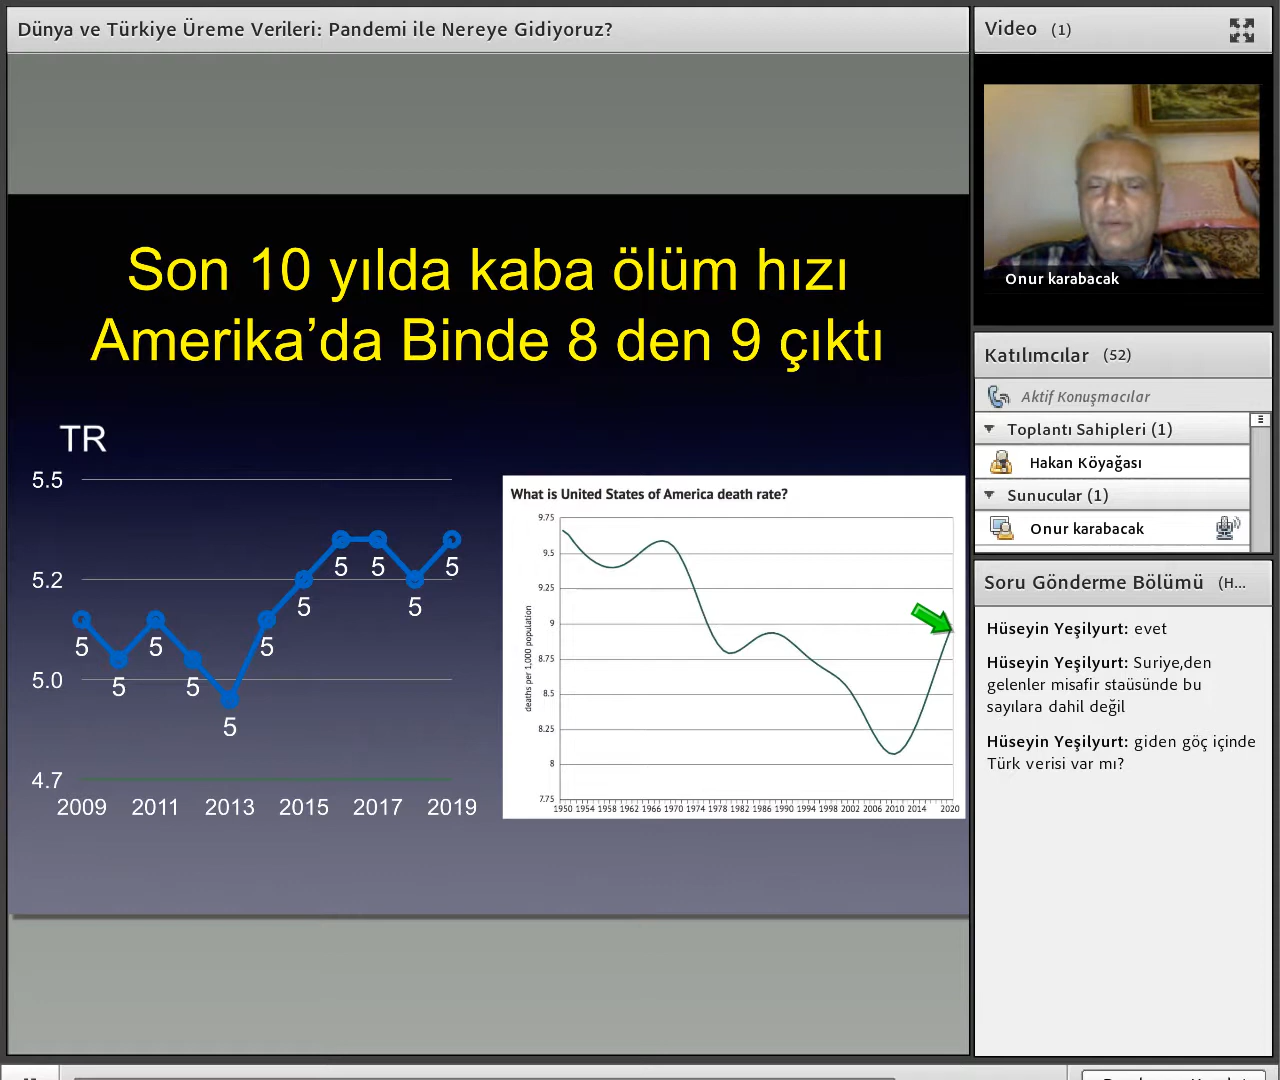 Dünya ve Türkiye Üreme Verileri: Pandemi ile Nereye Gidiyoruz?
Son 10 yılda kaba ölüm hızı
Amerika’da Binde 8 den 9 çıktı
TR
5.5
5.2
5.0
4.7
5 5 5 5 5 5 5 5 5 5 5
2009 2011 2013 2015 2017 2019
What is United States of America death rate?
deaths per 1,000 population
9.75
9.5
9.25
9
8.75
8.5
8.25
8
7.75
1950 1954 1958 1962 1966 1970 1974 1978 1982 1986 1990 1994 1998 2002 2006 2010 2014 2020
Video (1)
Onur karabacak
Katılımcılar (52)
Aktif Konuşmacılar
Toplantı Sahipleri (1)
Hakan Köyağası
Sunucular (1)
Onur karabacak
Soru Gönderme Bölümü (H...
Hüseyin Yeşilyurt: evet
Hüseyin Yeşilyurt: Suriye,den
gelenler misafir staüsünde bu
sayılara dahil değil
Hüseyin Yeşilyurt: giden göç içinde
Türk verisi var mı?